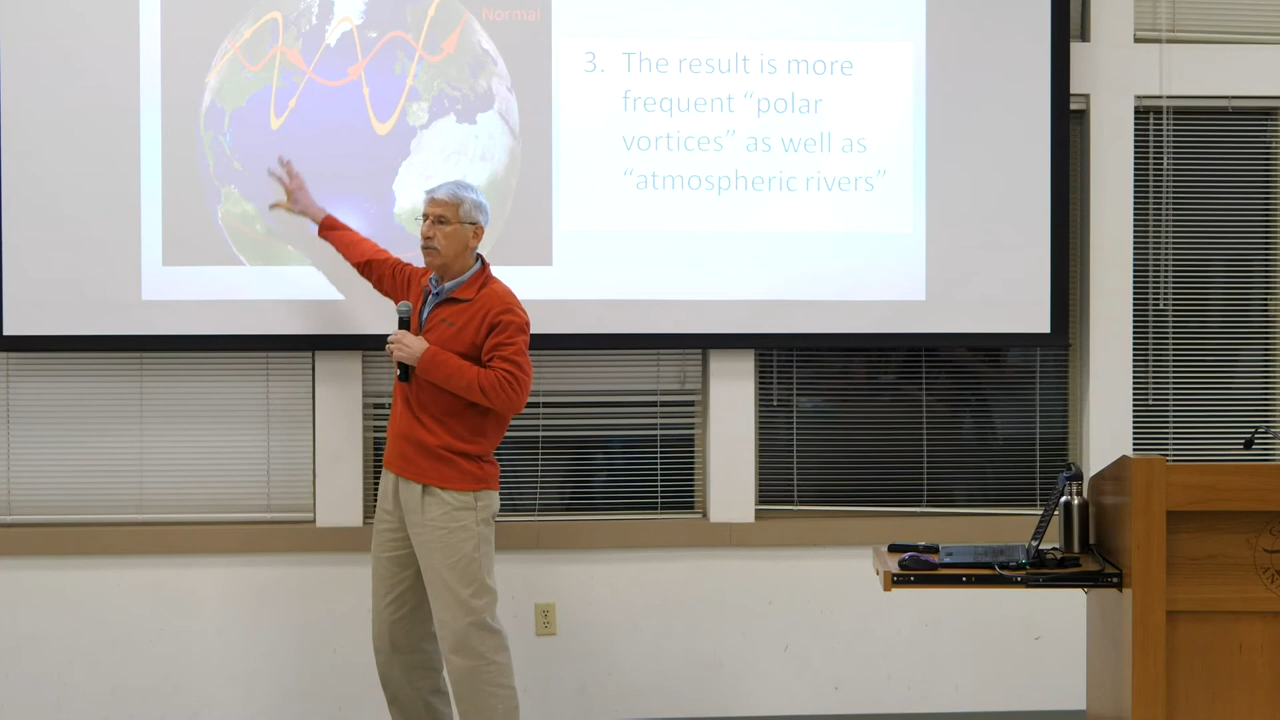 Normal
3. The result is more
frequent “polar
vortices” as well as
“atmospheric rivers”